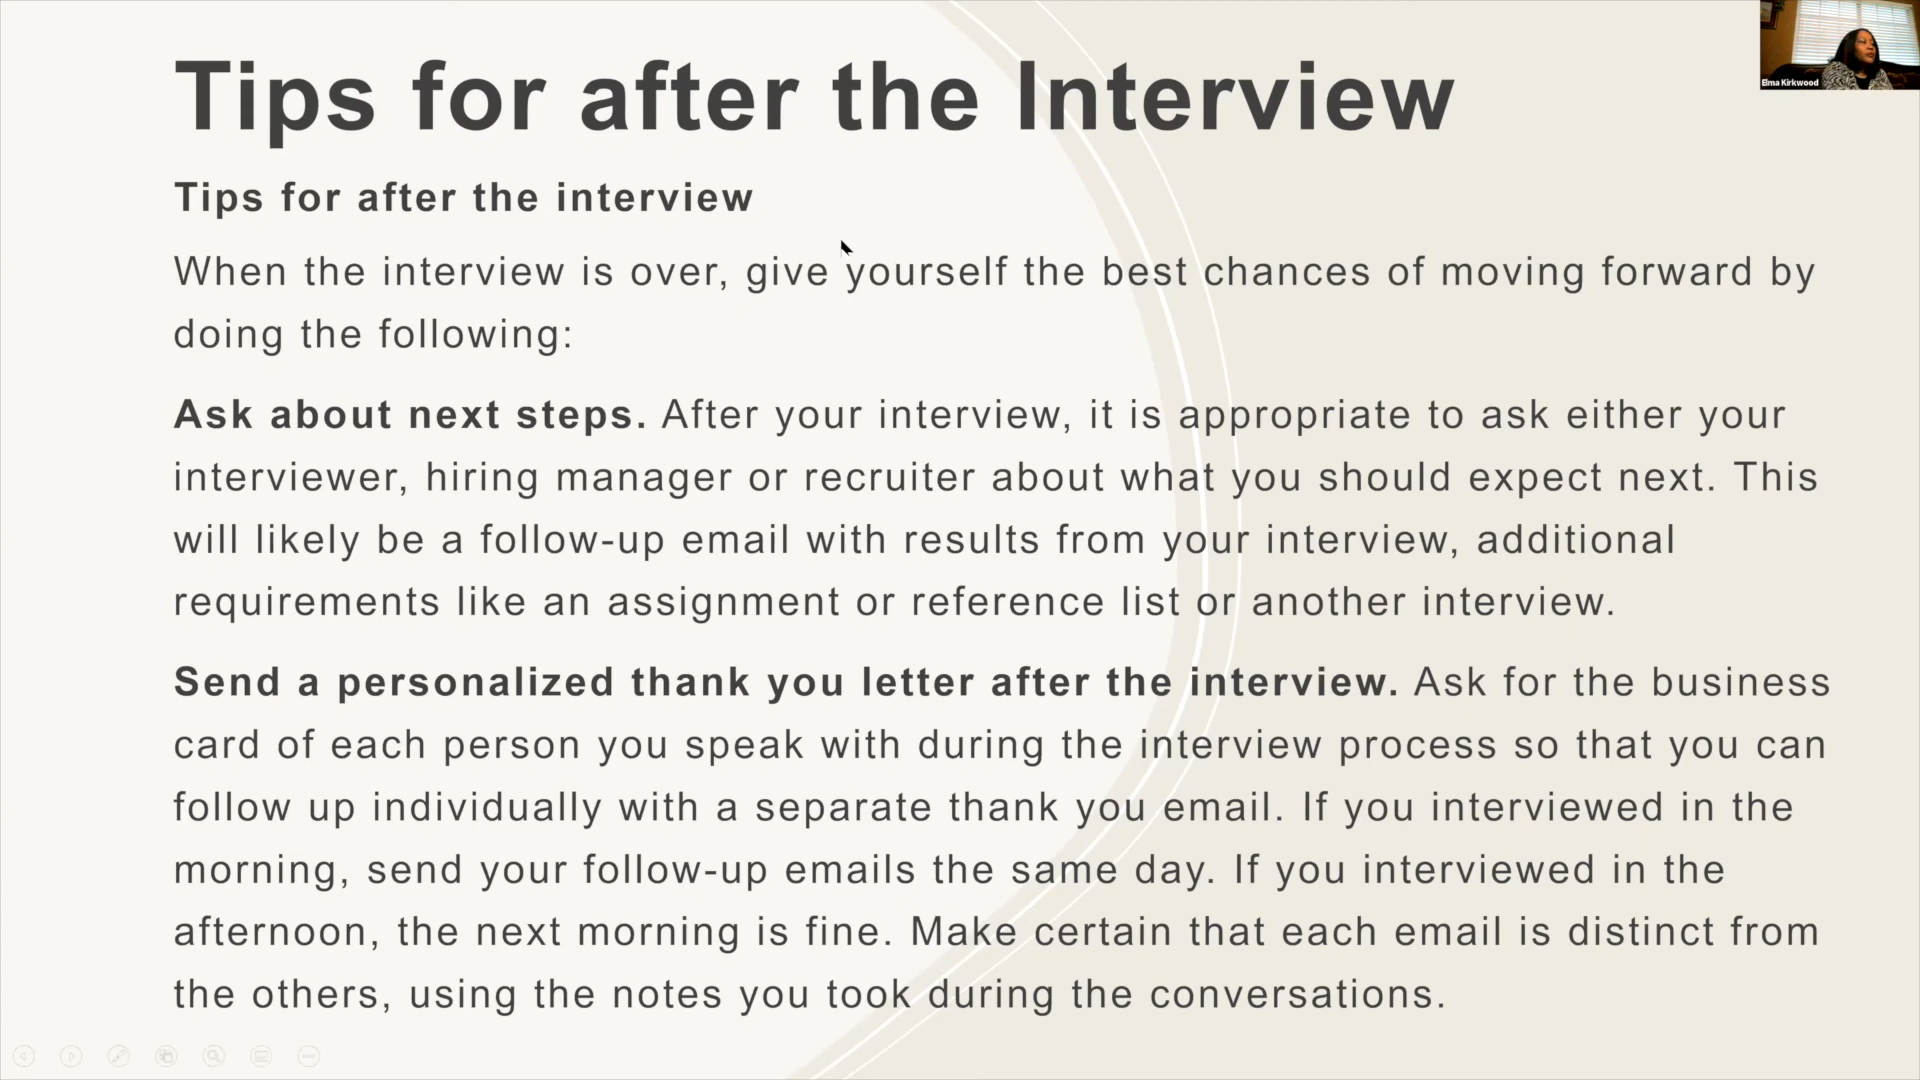 Tips for after the Interview
Elma Kirkwood
Tips for after the interview
When the interview is over, give yourself the best chances of moving forward by
doing the following:
Ask about next steps. After your interview, it is appropriate to ask either your
interviewer, hiring manager or recruiter about what you should expect next. This
will likely be a follow-up email with results from your interview, additional
requirements like an assignment or reference list or another interview.
Send a personalized thank you letter after the interview. Ask for the business
card of each person you speak with during the interview process so that you can
follow up individually with a separate thank you email. If you interviewed in the
morning, send your follow-up emails the same day. If you interviewed in the
afternoon, the next morning is fine. Make certain that each email is distinct from
the others, using the notes you took during the conversations.